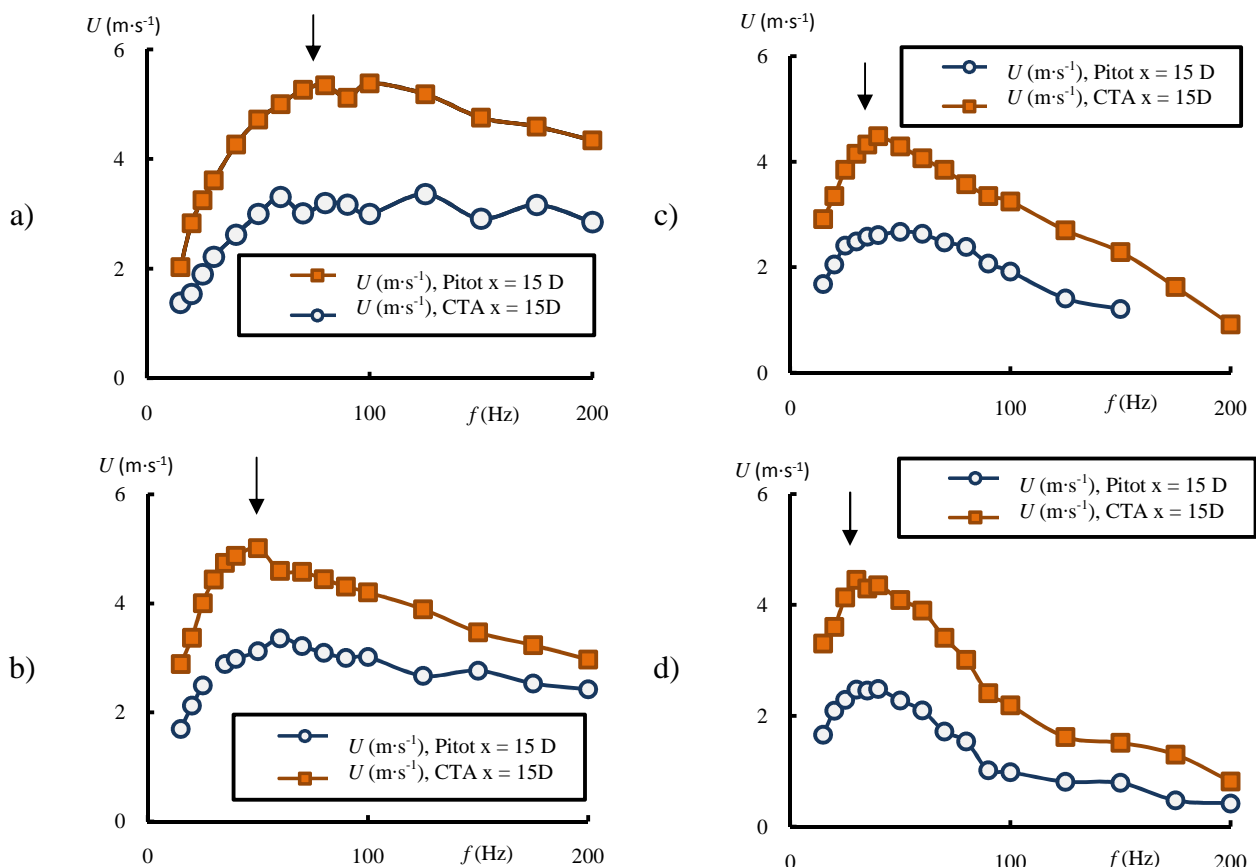 a)
U (m·s⁻¹)
6
4
2
0
U (m·s⁻¹), Pitot x = 15 D
U (m·s⁻¹), CTA x = 15D
0
100
f (Hz)
200
b)
U (m·s⁻¹)
6
4
2
0
U (m·s⁻¹), Pitot x = 15 D
U (m·s⁻¹), CTA x = 15D
0
100
f (Hz)
200
c)
U (m·s⁻¹)
6
4
2
0
U (m·s⁻¹), Pitot x = 15 D
U (m·s⁻¹), CTA x = 15D
0
100
f (Hz)
200
d)
U (m·s⁻¹)
6
4
2
0
U (m·s⁻¹), Pitot x = 15 D
U (m·s⁻¹), CTA x = 15D
0
100
f (Hz)
200